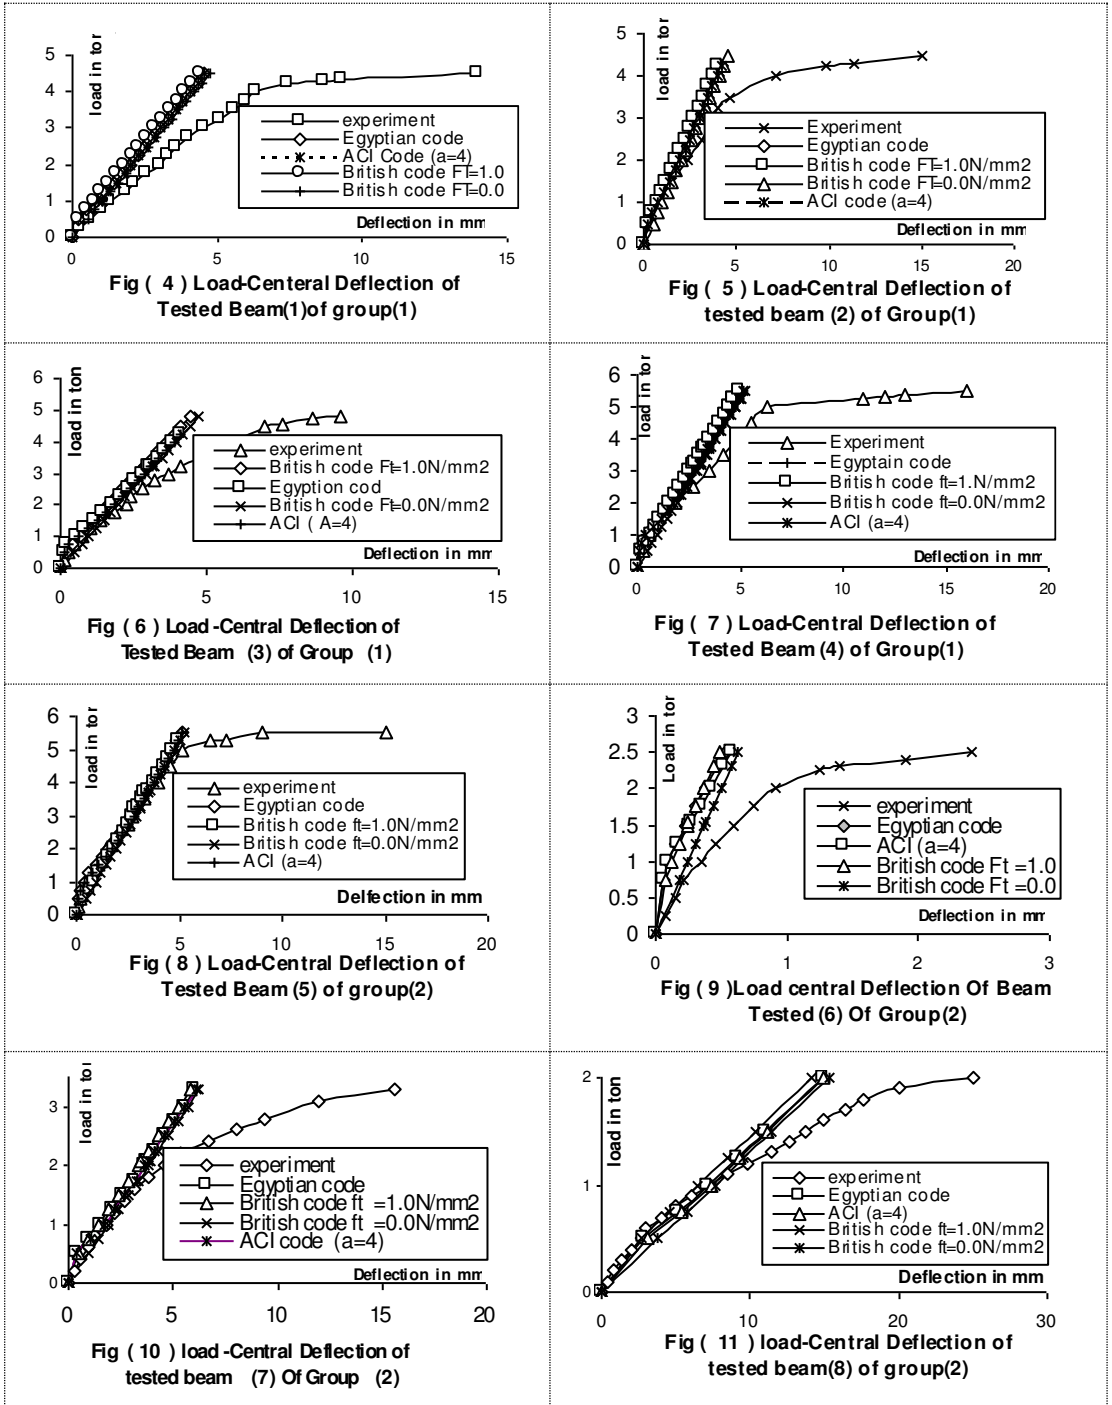 load in tor
5
4
3
2
1
0
experiment
Egyptian code
ACI Code (a=4)
British code FT=1.0
British code FT=0.0
Deflection in mm
0 5 10 15
Fig ( 4 ) Load-Centeral Deflection of
Tested Beam(1)of group(1)
load in tor
5
4
3
2
1
0
Experiment
Egyptian code
British code FT=1.0N/mm2
British code FT=0.0N/mm2
ACI code (a=4)
Deflection in mm
0 5 10 15 20
Fig ( 5 ) Load-Central Deflection of
tested beam (2) of Group(1)
load in ton
6
5
4
3
2
1
0
experiment
British code Ft=1.0N/mm2
Egyption cod
British code Ft=0.0N/mm2
ACI ( A=4)
Deflection in mm
0 5 10 15
Fig ( 6 ) Load -Central Deflection of
Tested Beam (3) of Group (1)
load in ton
6
5
4
3
2
1
0
Experiment
Egyptain code
British code ft=1.N/mm2
British code ft=0.0N/mm2
ACI (a=4)
Deflection in mm
0 5 10 15 20
Fig ( 7 ) Load-Central Deflection of
Tested Beam (4) of Group(1)
load in tor
6
5
4
3
2
1
0
experiment
Egyptian code
British code ft=1.0N/mm2
British code ft=0.0N/mm2
ACI (a=4)
Delfection in mm
0 5 10 15 20
Fig ( 8 ) Load-Central Deflection of
Tested Beam (5) of group(2)
Load in tor
3
2.5
2
1.5
1
0.5
0
experiment
Egyptian code
ACI (a=4)
British code Ft =1.0
British code Ft =0.0
Deflection in mm
0 1 2 3
Fig ( 9 )Load central Deflection Of Beam
Tested (6) Of Group(2)
load in ton
3
2
1
0
experiment
Egyptian code
British code ft =1.0N/mm2
British code ft =0.0N/mm2
ACI code (a=4)
Deflection in mm
0 5 10 15 20
Fig ( 10 ) load -Central Deflection of
tested beam (7) Of Group (2)
load in ton
2
1
0
experiment
Egyptian code
ACI (a=4)
British code ft=1.0N/mm2
British code ft=0.0N/mm2
Deflection in mm
0 10 20 30
Fig ( 11 ) load-Central Deflection of
tested beam(8) of group(2)